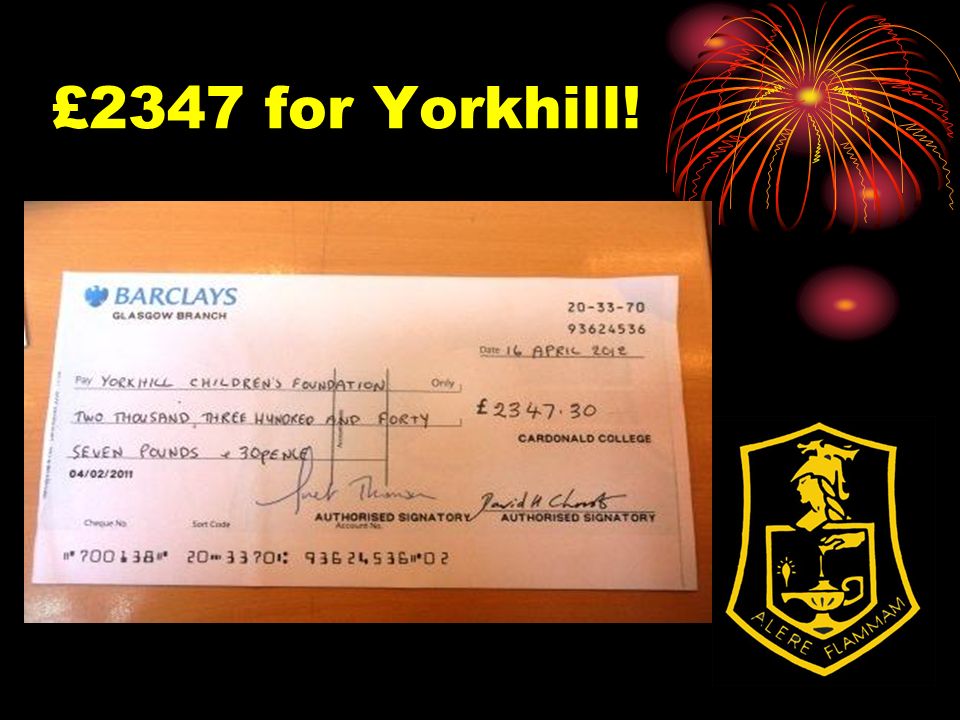 £2347 for Yorkhill!
BARCLAYS
GLASGOW BRANCH
20-33-70
93624536
Date 16 APRIL 2012
Pay YORKHILL CHILDREN'S FOUNDATION Only
TWO THOUSAND, THREE HUNDRED AND FORTY
£2347.30
CARDONALD COLLEGE
SEVEN POUNDS & 30PENCE
04/02/2011
AUTHORISED SIGNATORY AUTHORISED SIGNATORY
Cheque No. Sort Code Account No.
700138 20 3370 93624536 02
ALERE FLAMMAM